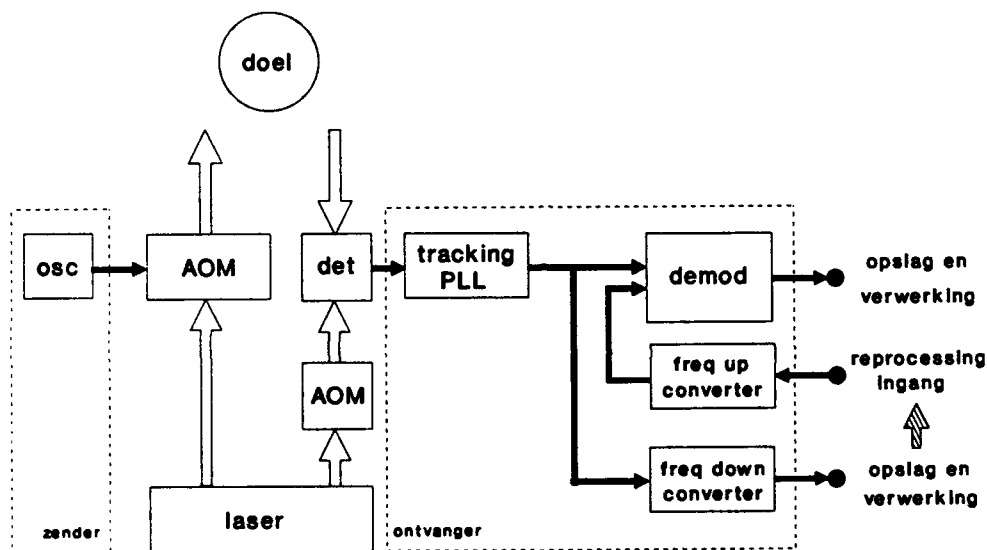 doel
osc
AOM
det
tracking
PLL
demod
opslag en
verwerking
AOM
freq up
converter
reprocessing
ingang
freq down
converter
opslag en
verwerking
laser
zender
ontvanger